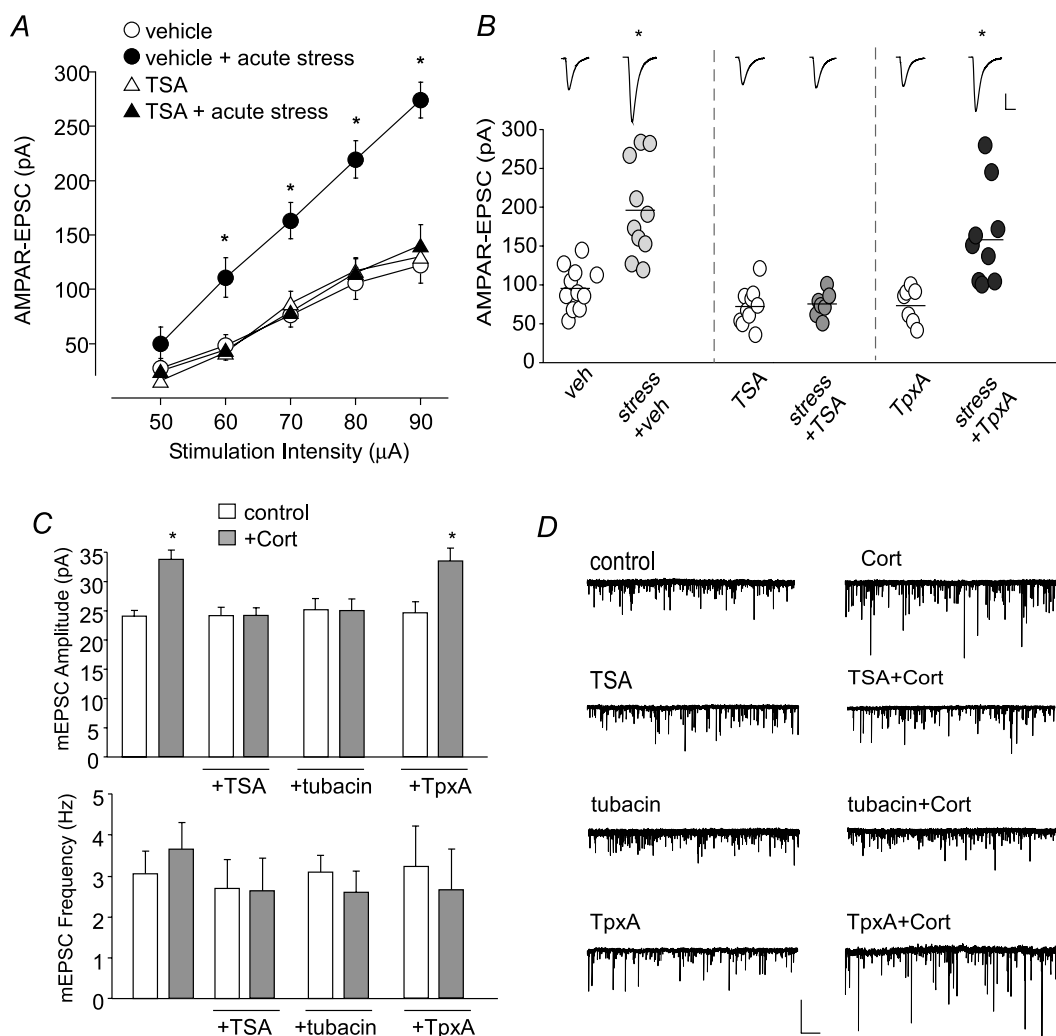 A
vehicle
vehicle + acute stress
TSA
TSA + acute stress
* * * *
AMPAR-EPSC (pA)
300
250
200
150
100
50
50 60 70 80 90
Stimulation Intensity (μA)
B
* *
AMPAR-EPSC (pA)
300
250
200
150
100
50
0
veh
stress
+veh
TSA
stress
+TSA
TpxA
stress
+TpxA
C
control
+Cort
* *
mEPSC Amplitude (pA)
35
35
25
25
15
15
5
0
+TSA +tubacin +TpxA
mEPSC Frequency (Hz)
5
4
3
2
1
0
+TSA +tubacin +TpxA
D
control Cort
TSA TSA+Cort
tubacin tubacin+Cort
TpxA TpxA+Cort